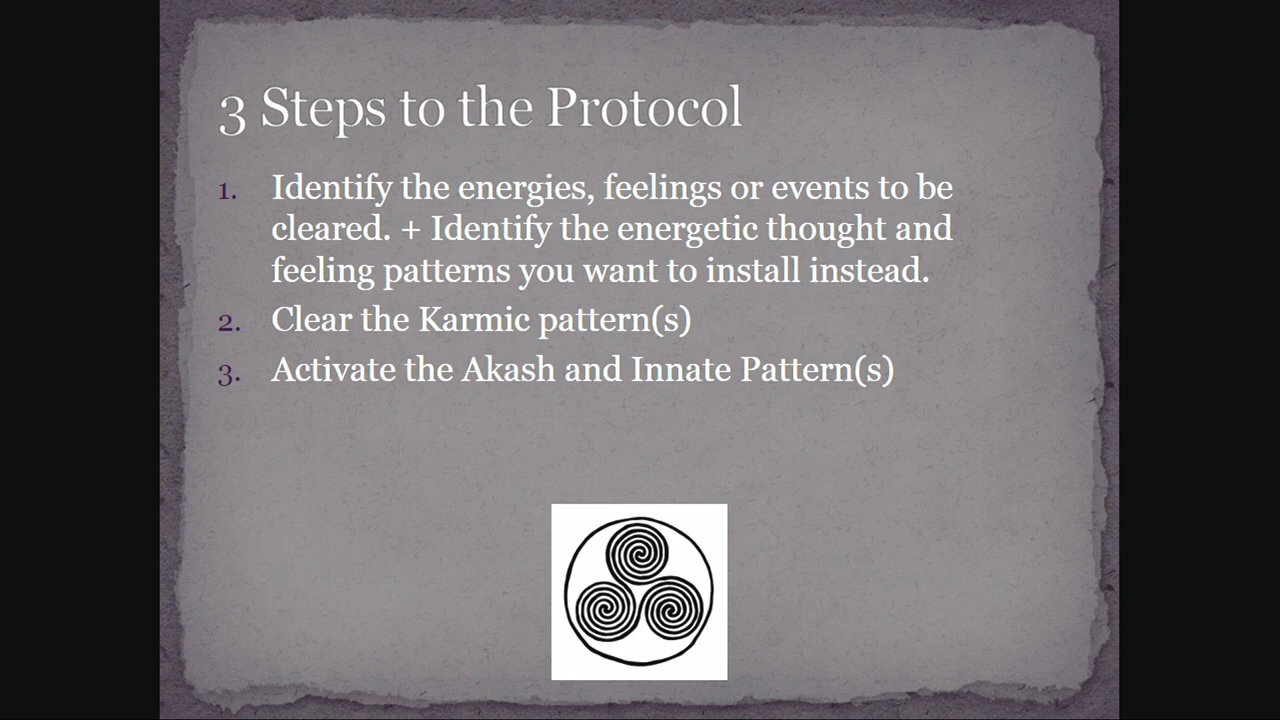 3 Steps to the Protocol
1. Identify the energies, feelings or events to be
cleared. + Identify the energetic thought and
feeling patterns you want to install instead.
2. Clear the Karmic pattern(s)
3. Activate the Akash and Innate Pattern(s)